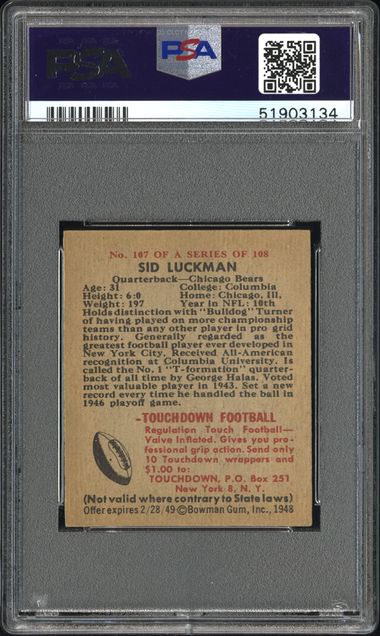 PSA
PSA
51903134
No. 107 OF A SERIES OF 108
SID LUCKMAN
Quarterback—Chicago Bears
Age: 31 College: Columbia
Height: 6:0 Home: Chicago, Ill.
Weight: 197 Year in NFL: 10th
Holds distinction with "Bulldog" Turner
of having played on more championship
teams than any other player in pro grid
history. Generally regarded as the
greatest football player ever developed in
New York City. Received All-American
recognition at Columbia University. Is
called the No. 1 "T-formation" quarter-
back of all time by George Halas. Voted
most valuable player in 1943. Set a new
record every time he handled the ball in
1946 playoff game.
-TOUCHDOWN FOOTBALL
Regulation Touch Football—
Valve Inflated. Gives you pro-
fessional grip action. Send only
10 Touchdown wrappers and
$1.00 to:
TOUCHDOWN, P.O. Box 251
New York 8, N. Y.
(Not valid where contrary to State laws)
Offer expires 2/28/49 ©Bowman Gum, Inc., 1948